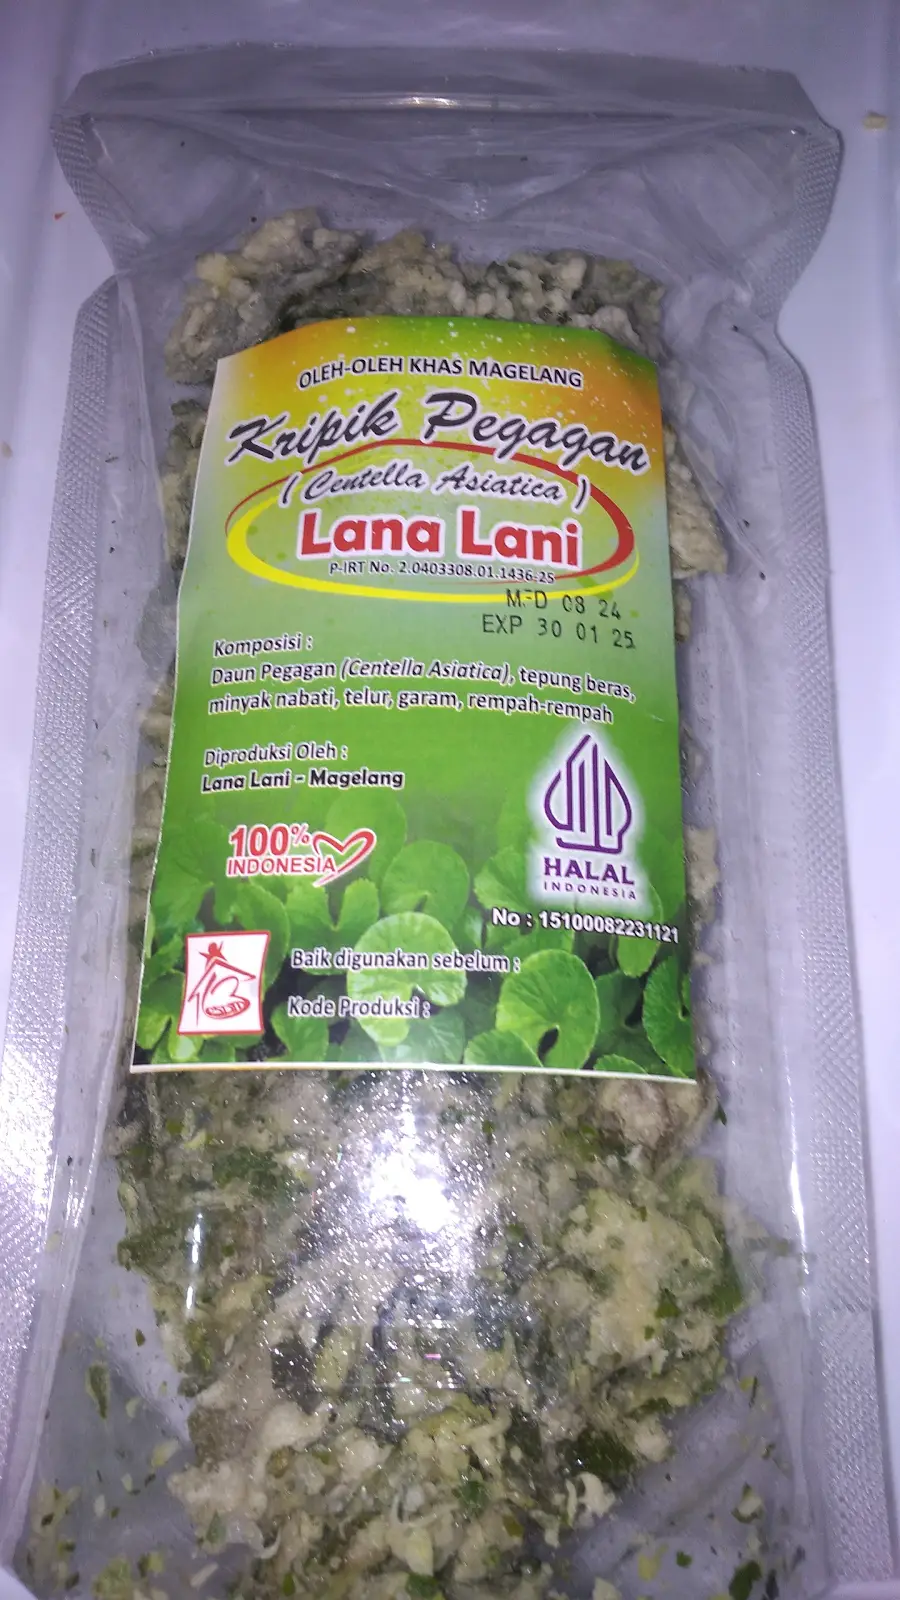 OLEH-OLEH KHAS MAGELANG
Kripik Pegagan
( Centella Asiatica )
Lana Lani
P-IRT No. 2.0403308.01.1436-25
MFD 08 24
EXP 30 01 25
Komposisi :
Daun Pegagan (Centella Asiatica), tepung beras,
minyak nabati, telur, garam, rempah-rempah
Diproduksi Oleh :
Lana Lani - Magelang
100%
INDONESIA
HALAL
INDONESIA
No : 15100082231121
Baik digunakan sebelum :
Kode Produksi :